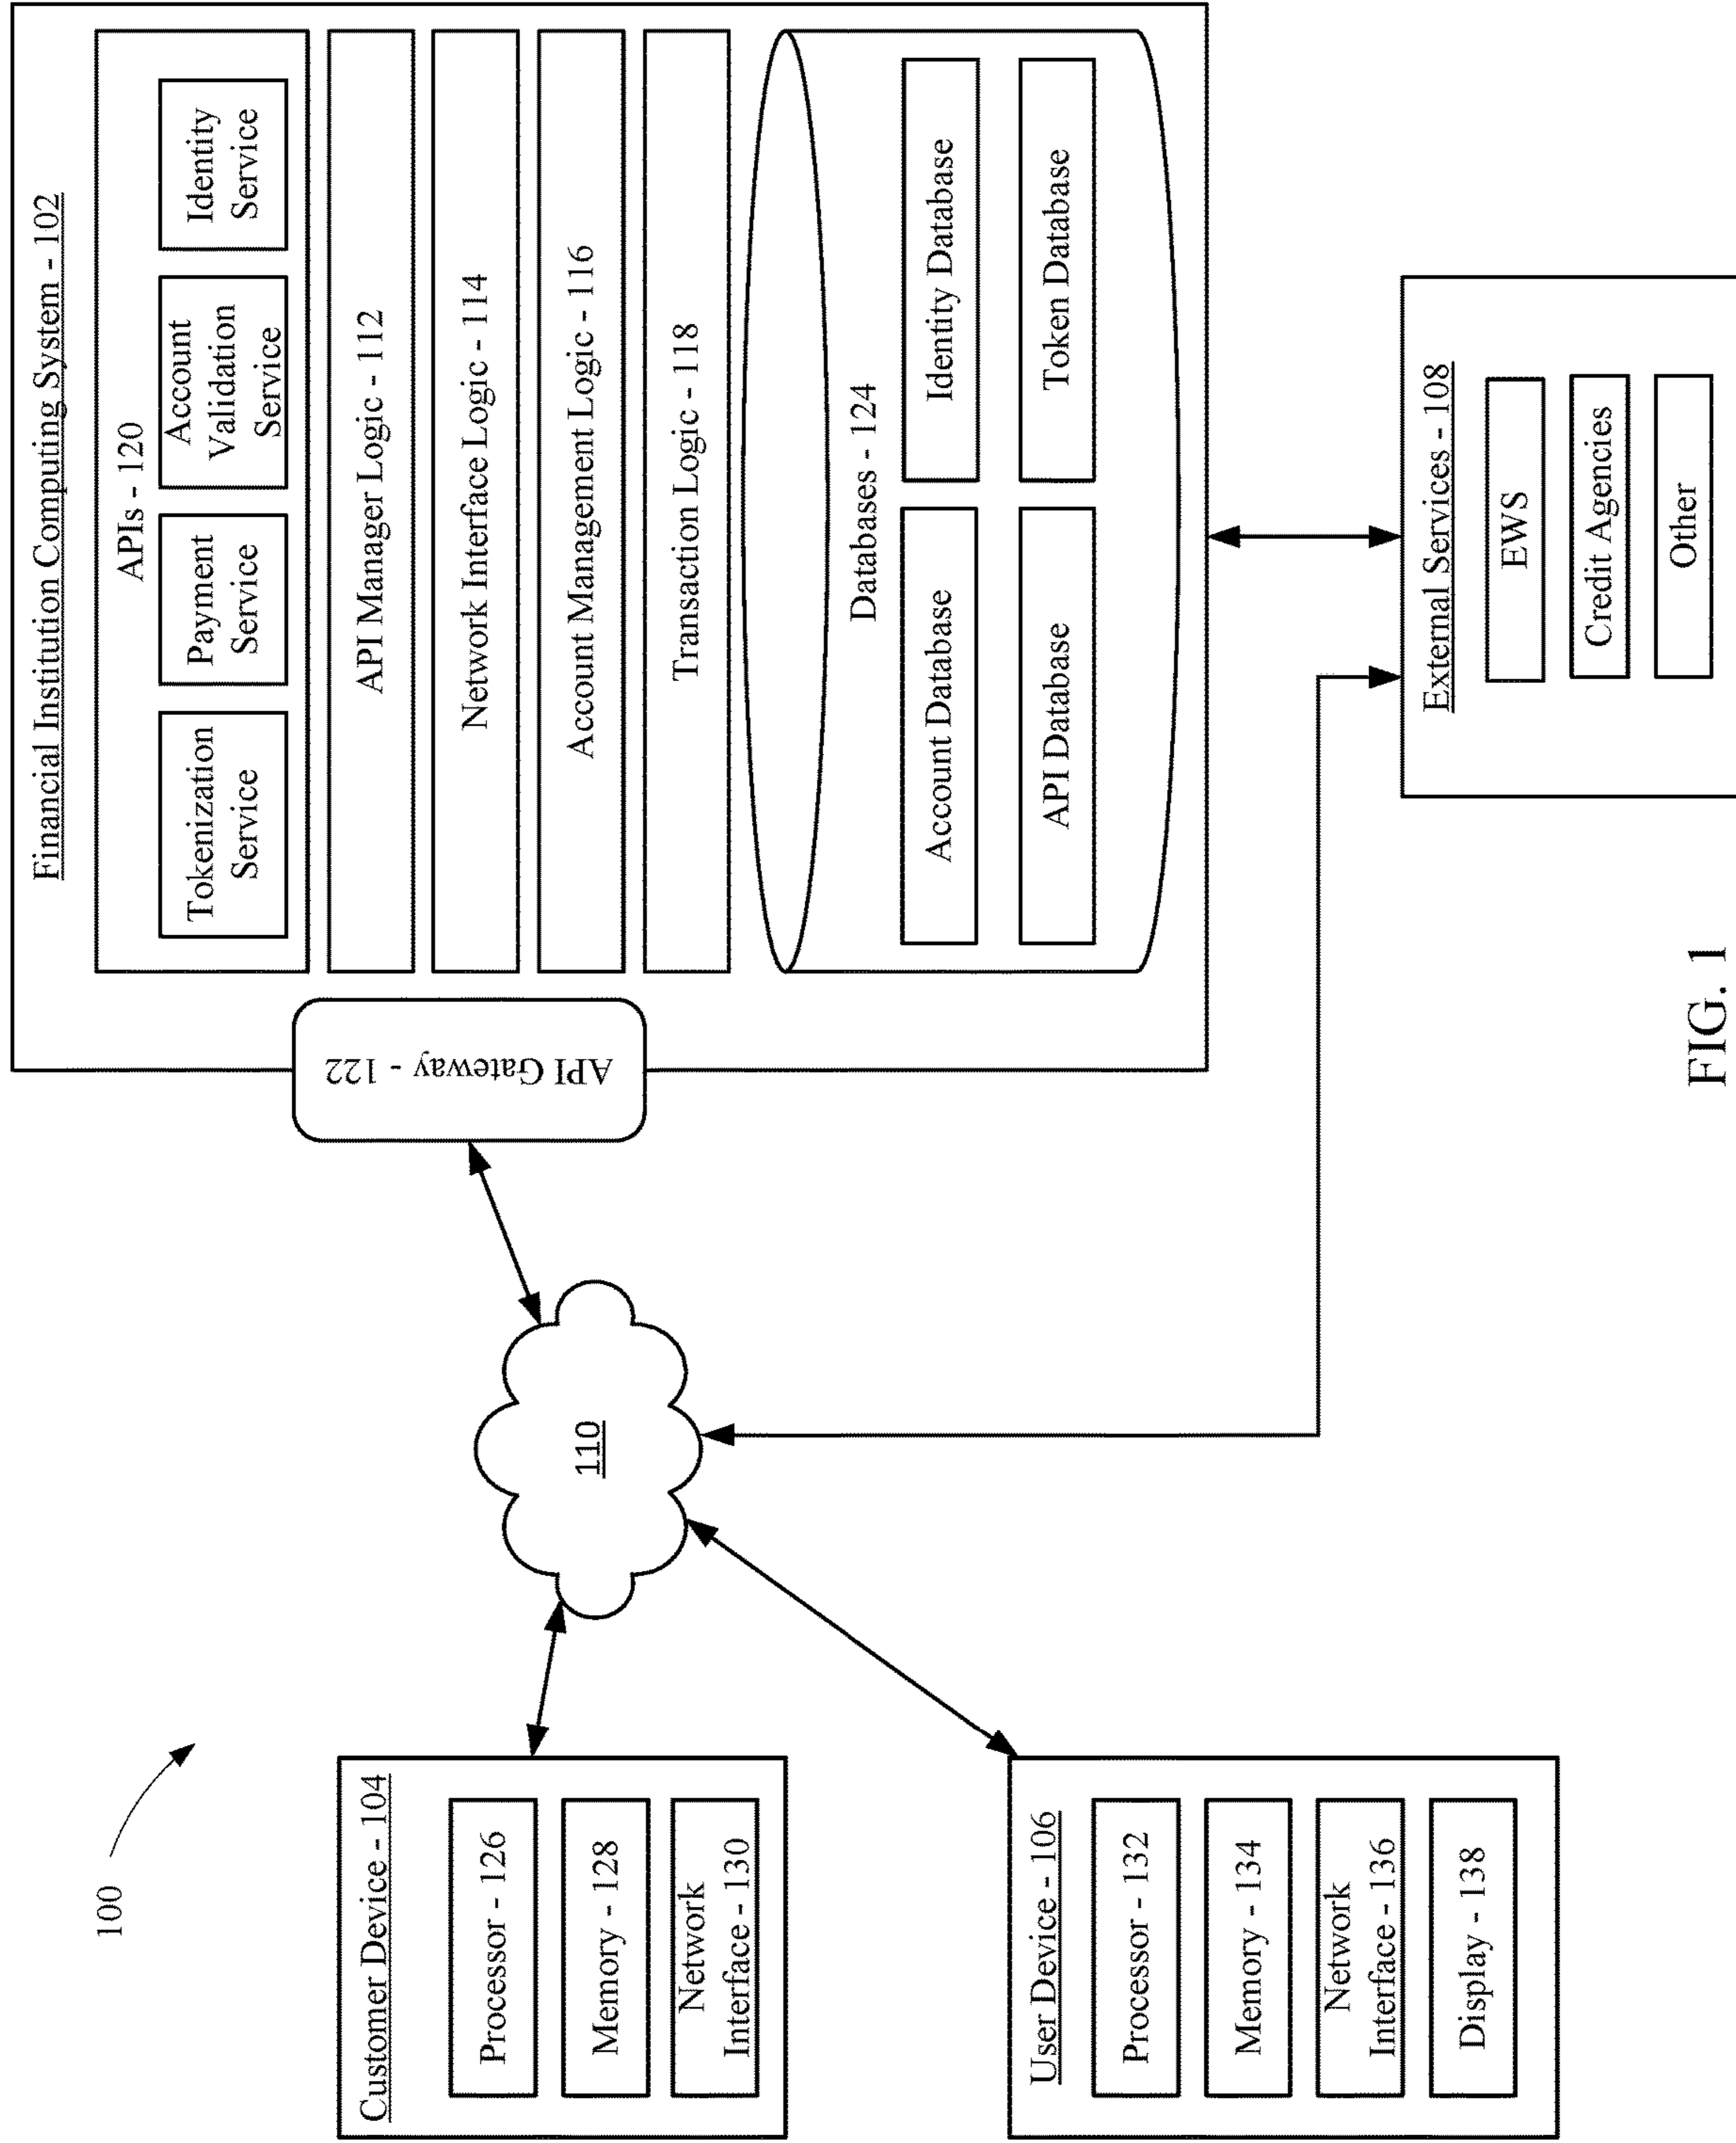 100
Customer Device - 104
Processor - 126
Memory - 128
Network
Interface - 130
User Device - 106
Processor - 132
Memory - 134
Network
Interface - 136
Display - 138
110
API Gateway - 122
Financial Institution Computing System - 102
APIs - 120
Tokenization
Service
Payment
Service
Account
Validation
Service
Identity
Service
API Manager Logic - 112
Network Interface Logic - 114
Account Management Logic - 116
Transaction Logic - 118
Databases - 124
Account Database
Identity Database
API Database
Token Database
External Services - 108
EWS
Credit Agencies
Other
FIG. 1